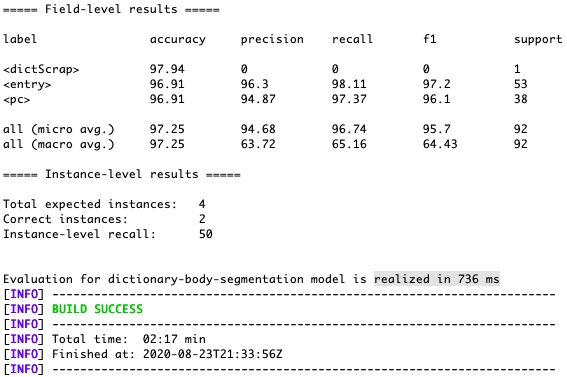 ===== Field-level results =====
label accuracy precision recall f1 support
<dictScrap> 97.94 0 0 0 1
<entry> 96.91 96.3 98.11 97.2 53
<pc> 96.91 94.87 97.37 96.1 38
all (micro avg.) 97.25 94.68 96.74 95.7 92
all (macro avg.) 97.25 63.72 65.16 64.43 92
===== Instance-level results =====
Total expected instances: 4
Correct instances: 2
Instance-level recall: 50
Evaluation for dictionary-body-segmentation model is realized in 736 ms
[INFO] ------------------------------------------------------------------------
[INFO] BUILD SUCCESS
[INFO] ------------------------------------------------------------------------
[INFO] Total time: 02:17 min
[INFO] Finished at: 2020-08-23T21:33:56Z
[INFO] ------------------------------------------------------------------------